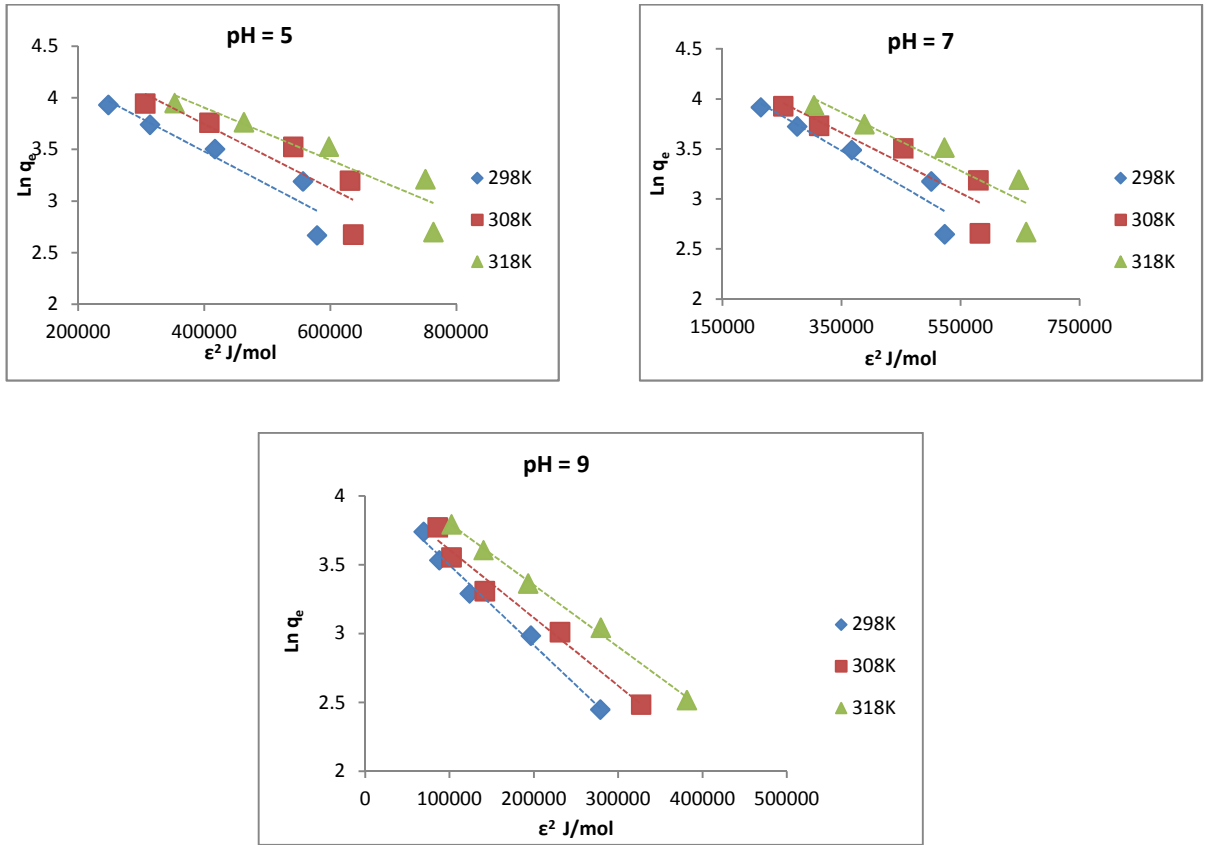 pH = 5
4.5
4
3.5
3
2.5
2
Ln qₑ
200000 400000 600000 800000
ε² J/mol
298K
308K
318K
pH = 7
4.5
4
3.5
3
2.5
2
Ln qₑ
150000 350000 550000 750000
ε² J/mol
298K
308K
318K
pH = 9
4
3.5
3
2.5
2
Ln qₑ
0 100000 200000 300000 400000 500000
ε² J/mol
298K
308K
318K